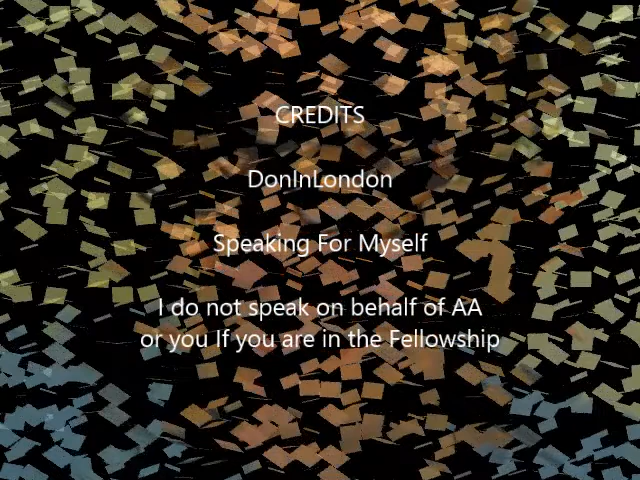 CREDITS
DonInLondon
Speaking For Myself
I do not speak on behalf of AA
or you If you are in the Fellowship